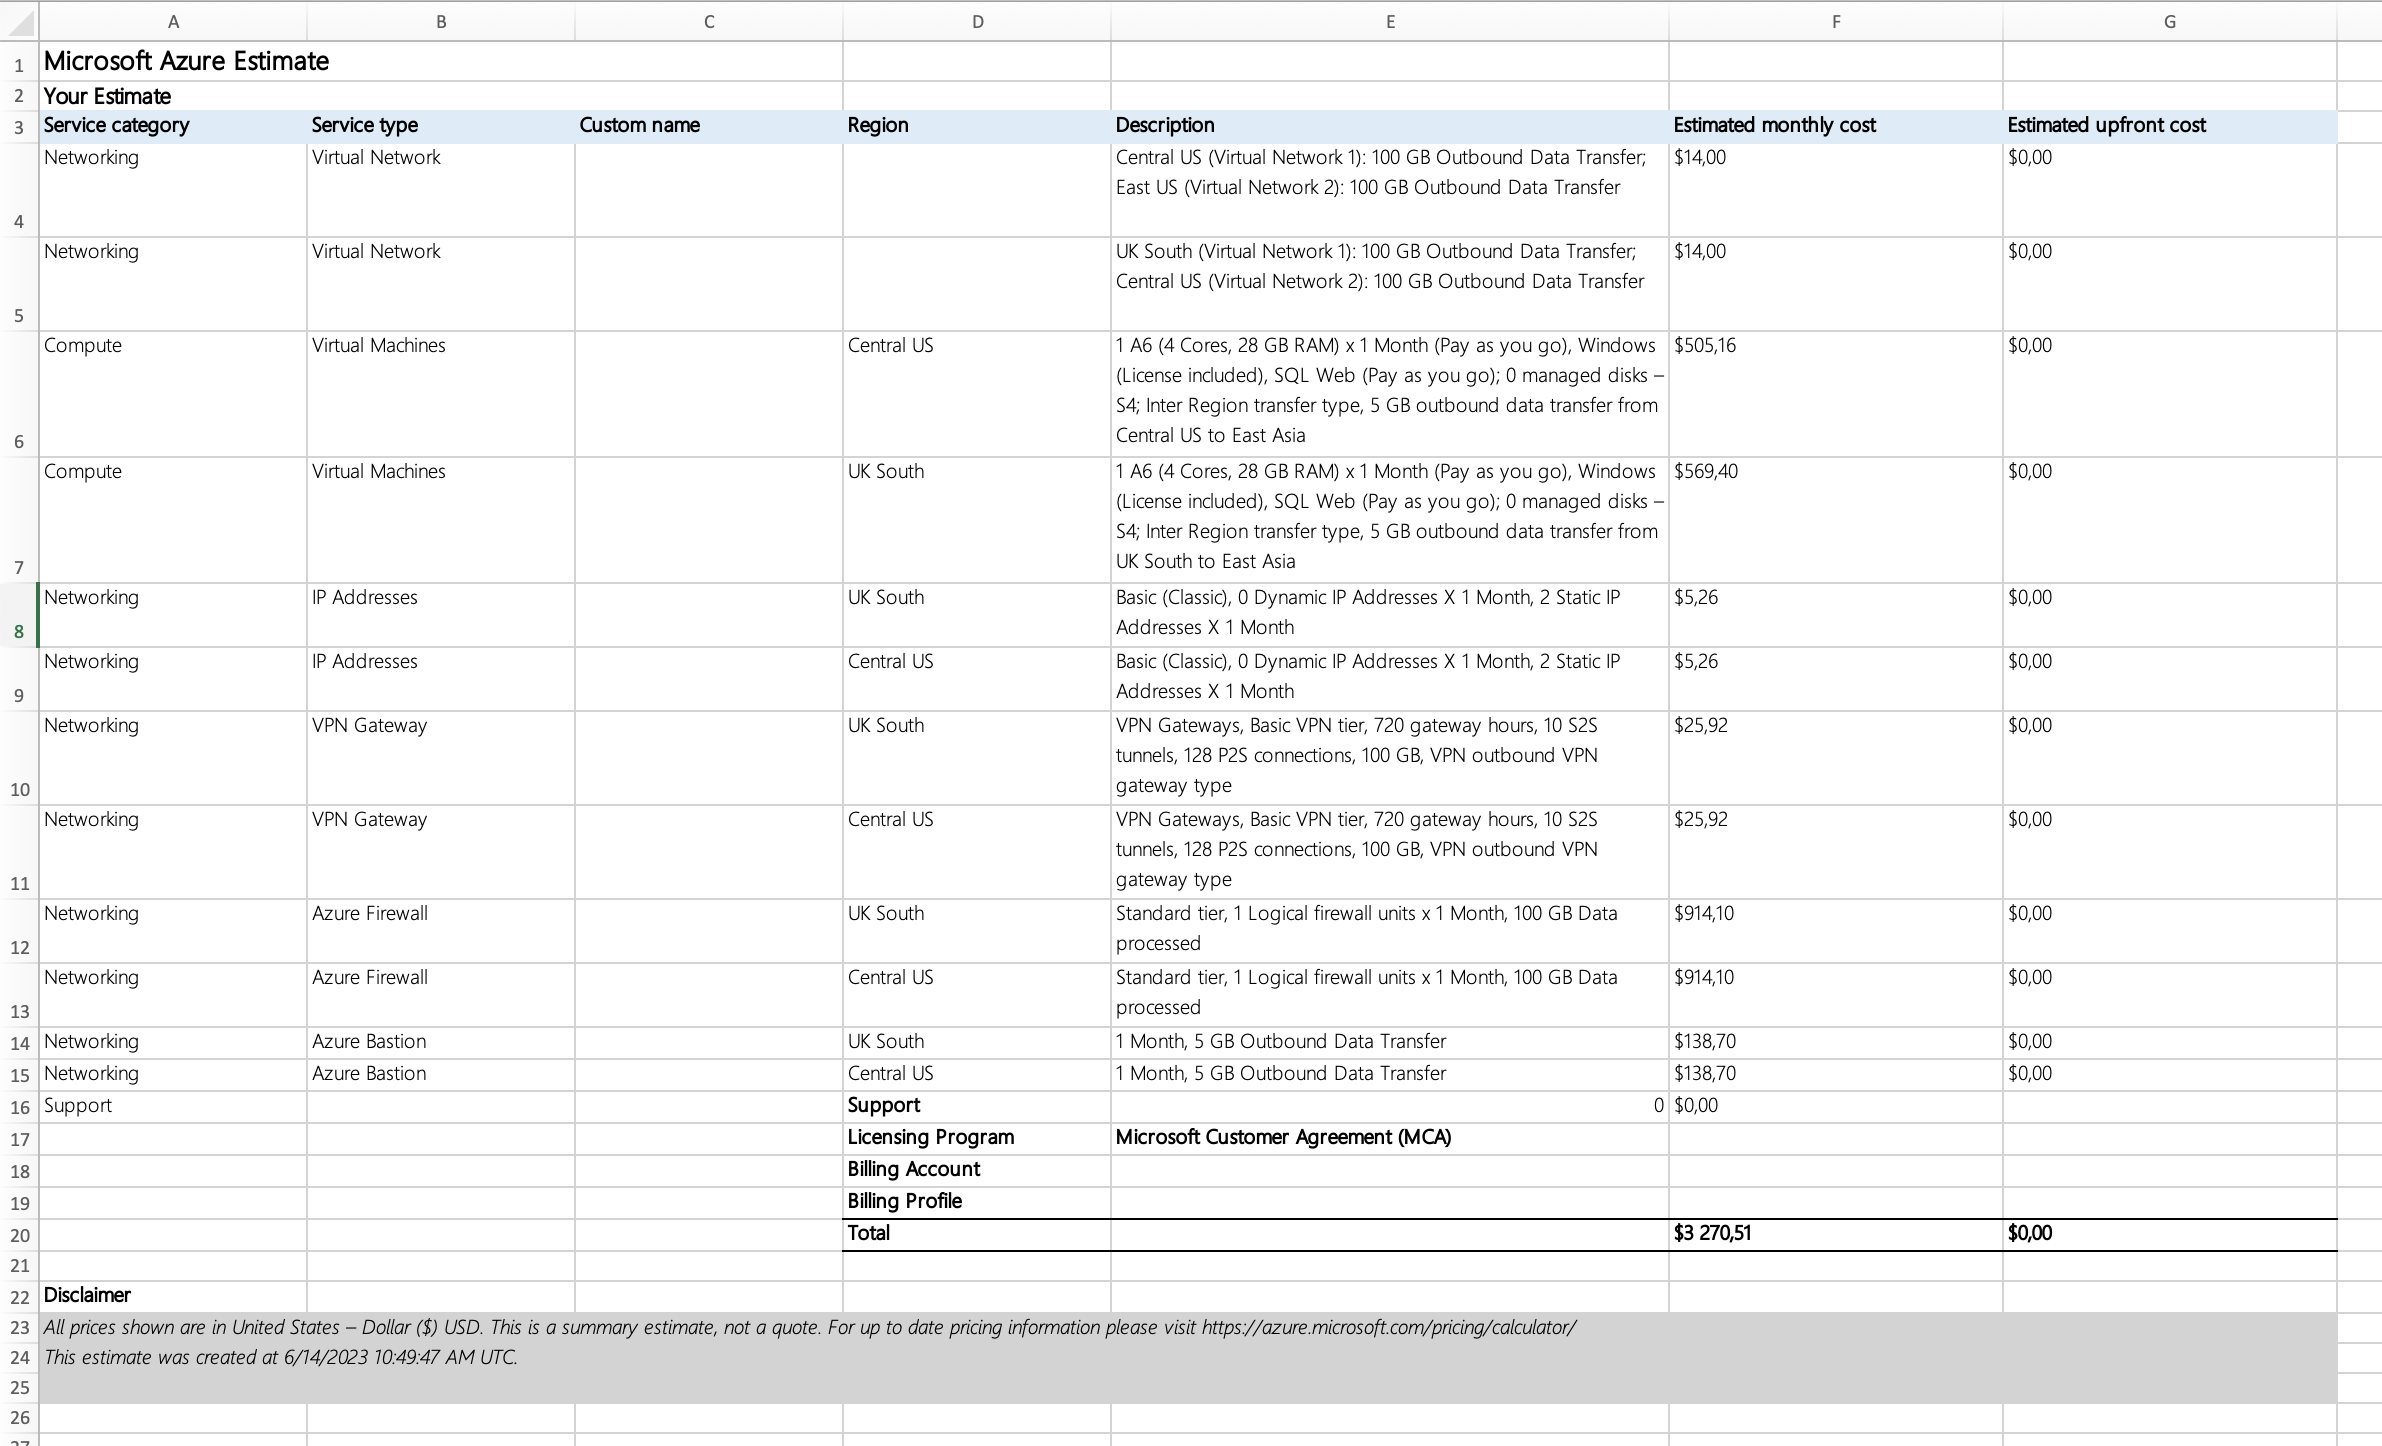 A B C D E F G
1 Microsoft Azure Estimate
2 Your Estimate
3 Service category Service type Custom name Region Description Estimated monthly cost Estimated upfront cost
Networking Virtual Network Central US (Virtual Network 1): 100 GB Outbound Data Transfer; $14,00 $0,00
East US (Virtual Network 2): 100 GB Outbound Data Transfer
4
Networking Virtual Network UK South (Virtual Network 1): 100 GB Outbound Data Transfer; $14,00 $0,00
Central US (Virtual Network 2): 100 GB Outbound Data Transfer
5
Compute Virtual Machines Central US 1 A6 (4 Cores, 28 GB RAM) x 1 Month (Pay as you go), Windows $505,16 $0,00
(License included), SQL Web (Pay as you go); 0 managed disks –
S4; Inter Region transfer type, 5 GB outbound data transfer from
6 Central US to East Asia
Compute Virtual Machines UK South 1 A6 (4 Cores, 28 GB RAM) x 1 Month (Pay as you go), Windows $569,40 $0,00
(License included), SQL Web (Pay as you go); 0 managed disks –
S4; Inter Region transfer type, 5 GB outbound data transfer from
7 UK South to East Asia
Networking IP Addresses UK South Basic (Classic), 0 Dynamic IP Addresses X 1 Month, 2 Static IP $5,26 $0,00
8 Addresses X 1 Month
Networking IP Addresses Central US Basic (Classic), 0 Dynamic IP Addresses X 1 Month, 2 Static IP $5,26 $0,00
9 Addresses X 1 Month
Networking VPN Gateway UK South VPN Gateways, Basic VPN tier, 720 gateway hours, 10 S2S $25,92 $0,00
tunnels, 128 P2S connections, 100 GB, VPN outbound VPN
10 gateway type
Networking VPN Gateway Central US VPN Gateways, Basic VPN tier, 720 gateway hours, 10 S2S $25,92 $0,00
tunnels, 128 P2S connections, 100 GB, VPN outbound VPN
11 gateway type
Networking Azure Firewall UK South Standard tier, 1 Logical firewall units x 1 Month, 100 GB Data $914,10 $0,00
12 processed
Networking Azure Firewall Central US Standard tier, 1 Logical firewall units x 1 Month, 100 GB Data $914,10 $0,00
13 processed
14 Networking Azure Bastion UK South 1 Month, 5 GB Outbound Data Transfer $138,70 $0,00
15 Networking Azure Bastion Central US 1 Month, 5 GB Outbound Data Transfer $138,70 $0,00
16 Support Support 0 $0,00
17 Licensing Program Microsoft Customer Agreement (MCA)
18 Billing Account
19 Billing Profile
20 Total $3 270,51 $0,00
21
22 Disclaimer
23 All prices shown are in United States – Dollar ($) USD. This is a summary estimate, not a quote. For up to date pricing information please visit https://azure.microsoft.com/pricing/calculator/
24 This estimate was created at 6/14/2023 10:49:47 AM UTC.
25
26
27